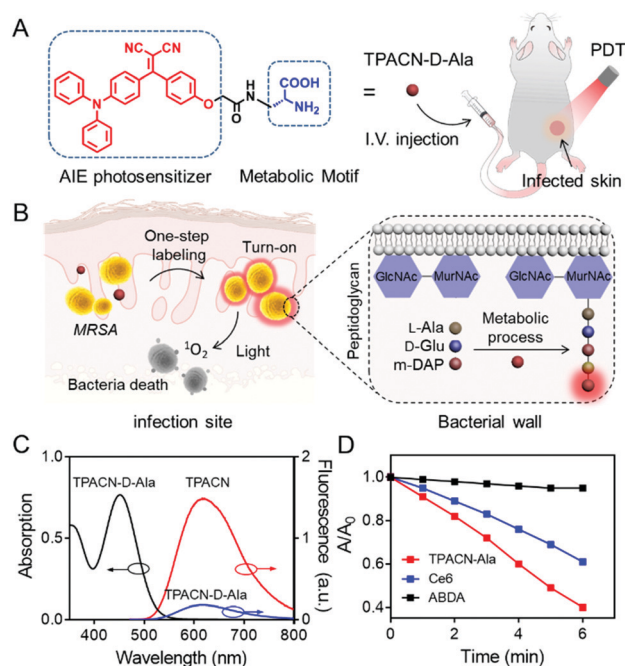 A
CN CN
N
O
O
H
N
COOH
NH2
AIE photosensitizer
Metabolic Motif
TPACN-D-Ala
=
I.V. injection
PDT
Infected skin
B
One-step
labeling
Turn-on
MRSA
1O2
Light
Bacteria death
infection site
Peptidoglycan
GlcNAc MurNAc GlcNAc MurNAc
L-Ala
D-Glu
m-DAP
Metabolic
process
Bacterial wall
C
TPACN-D-Ala
TPACN
TPACN-D-Ala
Absorption
1.0
0.5
0.0
Fluorescence (a.u.)
2
1
0
400 500 600 700 800
Wavelength (nm)
D
A/A0
1.0
0.8
0.6
0.4
TPACN-Ala
Ce6
ABDA
0 2 4 6
Time (min)